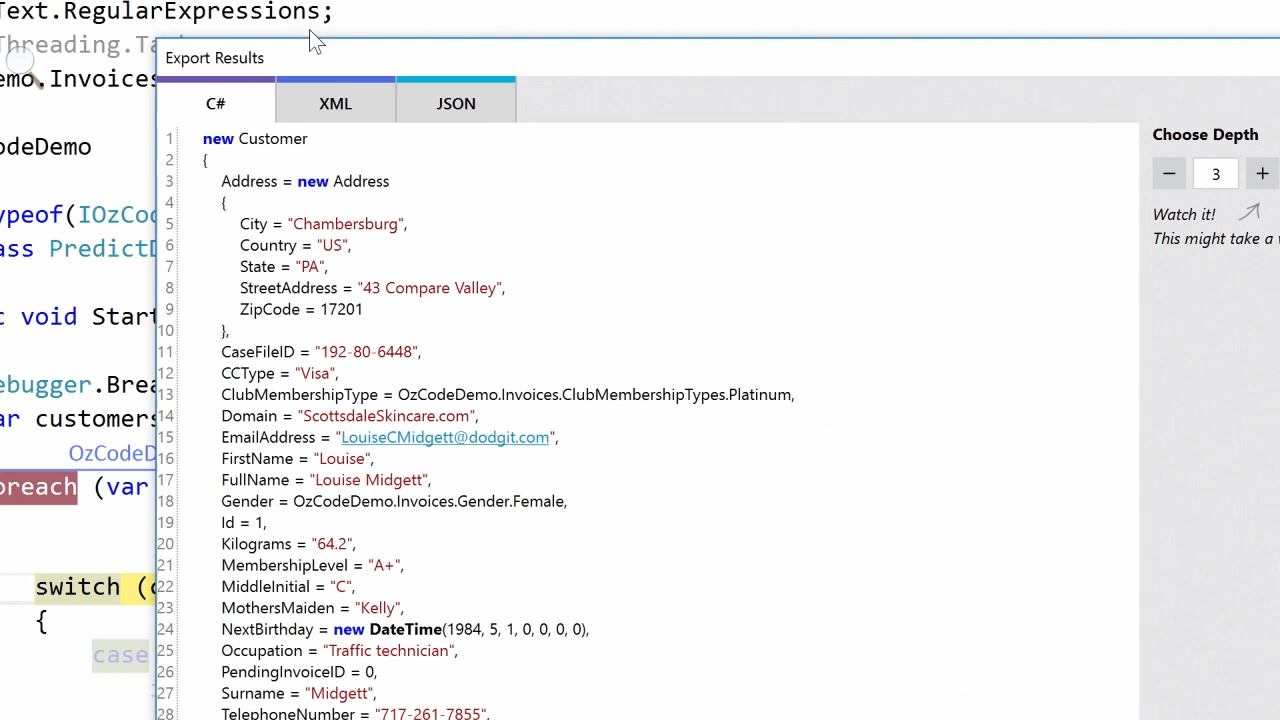 Text.RegularExpressions;
Threading.Ta
emo.Invoices
odeDemo
ypeof(IOzCod
ass PredictD
c void Start
ebugger.Brea
ar customers
OzCodeD
oreach (var
switch (c
{
case
Export Results
C# XML JSON
1 new Customer
2 {
3 Address = new Address
4 {
5 City = "Chambersburg",
6 Country = "US",
7 State = "PA",
8 StreetAddress = "43 Compare Valley",
9 ZipCode = 17201
10 },
11 CaseFileID = "192-80-6448",
12 CCType = "Visa",
13 ClubMembershipType = OzCodeDemo.Invoices.ClubMembershipTypes.Platinum,
14 Domain = "ScottsdaleSkincare.com",
15 EmailAddress = "LouiseCMidgett@dodgit.com",
16 FirstName = "Louise",
17 FullName = "Louise Midgett",
18 Gender = OzCodeDemo.Invoices.Gender.Female,
19 Id = 1,
20 Kilograms = "64.2",
21 MembershipLevel = "A+",
22 MiddleInitial = "C",
23 MothersMaiden = "Kelly",
24 NextBirthday = new DateTime(1984, 5, 1, 0, 0, 0, 0),
25 Occupation = "Traffic technician",
26 PendingInvoiceID = 0,
27 Surname = "Midgett",
28 TelephoneNumber = "717-261-7855",
Choose Depth
− 3 +
Watch it!
This might take a